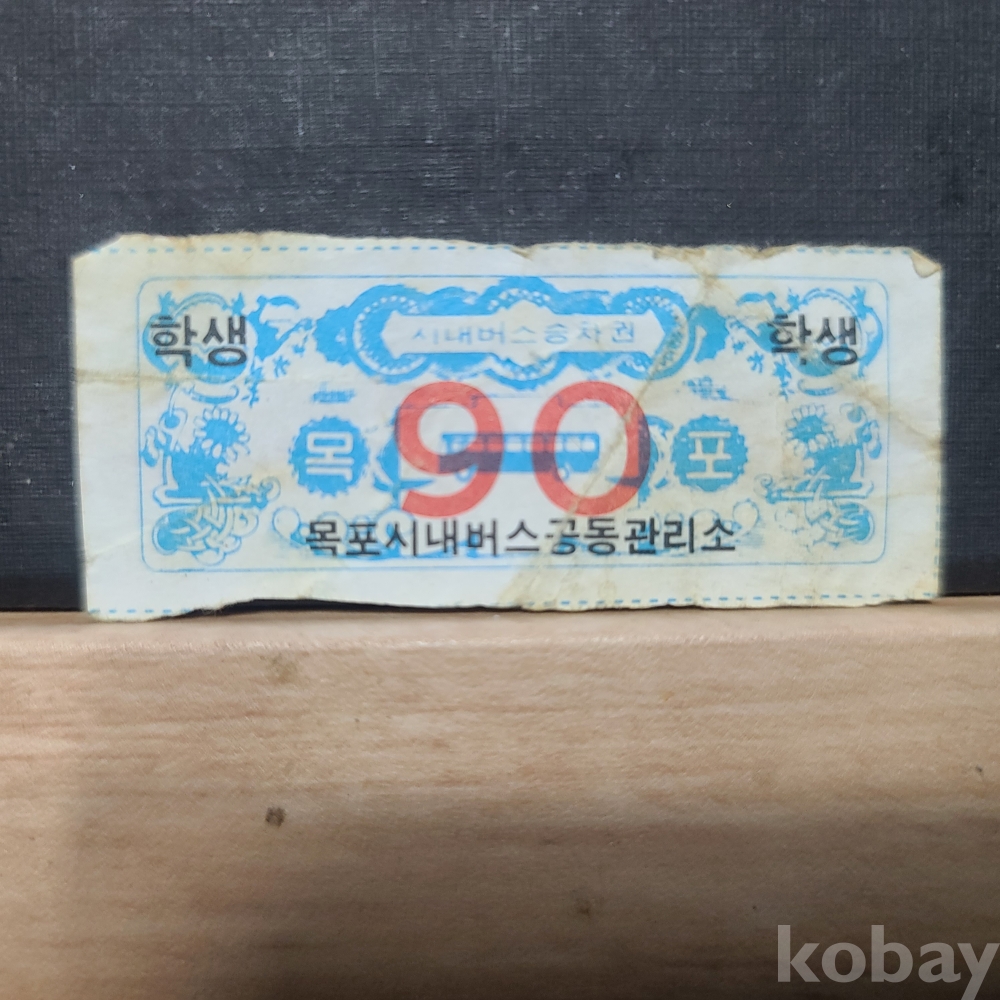 시내버스승차권
학생 학생
90
목 포
목포시내버스공동관리소
kobay